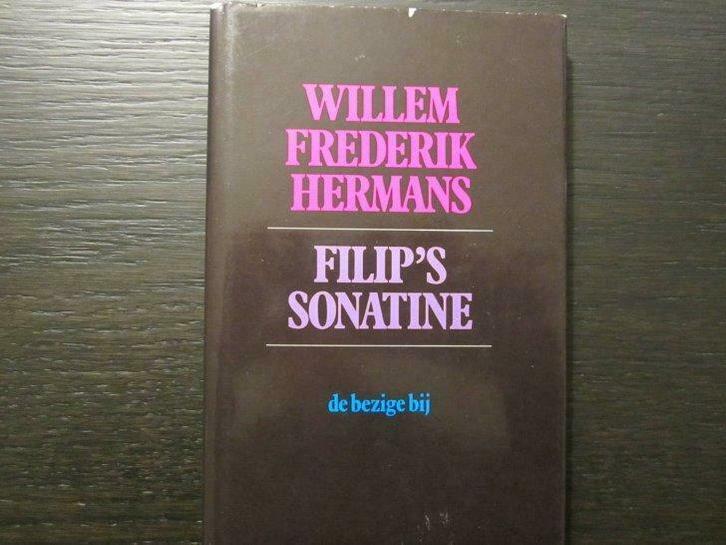 WILLEM
FREDERIK
HERMANS
FILIP’S
SONATINE
de bezige bij